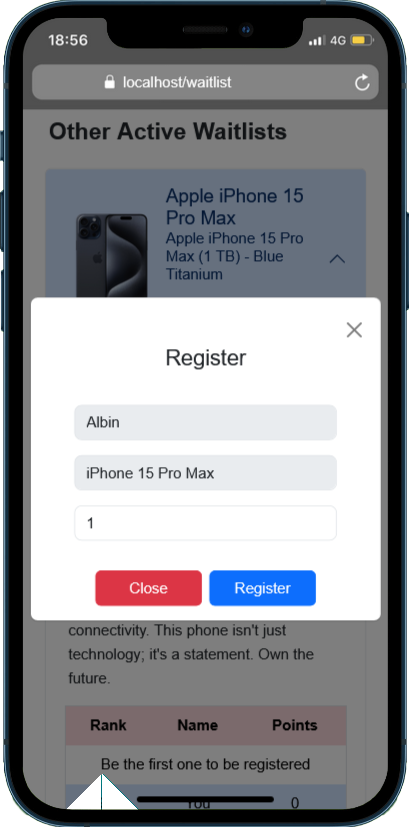 18:56
4G
localhost/waitlist
Other Active Waitlists
Apple iPhone 15
Pro Max
Apple iPhone 15 Pro
Max (1 TB) - Blue
Titanium
Register
Albin
iPhone 15 Pro Max
1
Close Register
connectivity. This phone isn't just
technology; it's a statement. Own the
future.
Rank Name Points
Be the first one to be registered
You 0